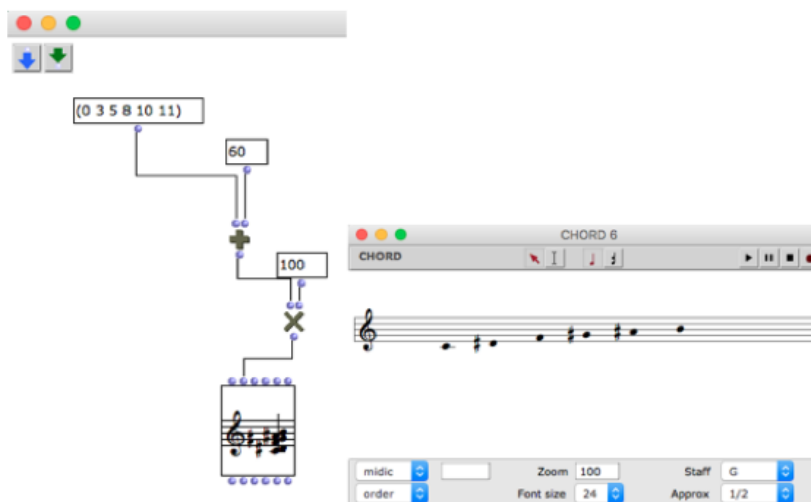 (0 3 5 8 10 11)
60
100
CHORD 6
CHORD
midic
Zoom 100
Staff G
order
Font size 24
Approx 1/2